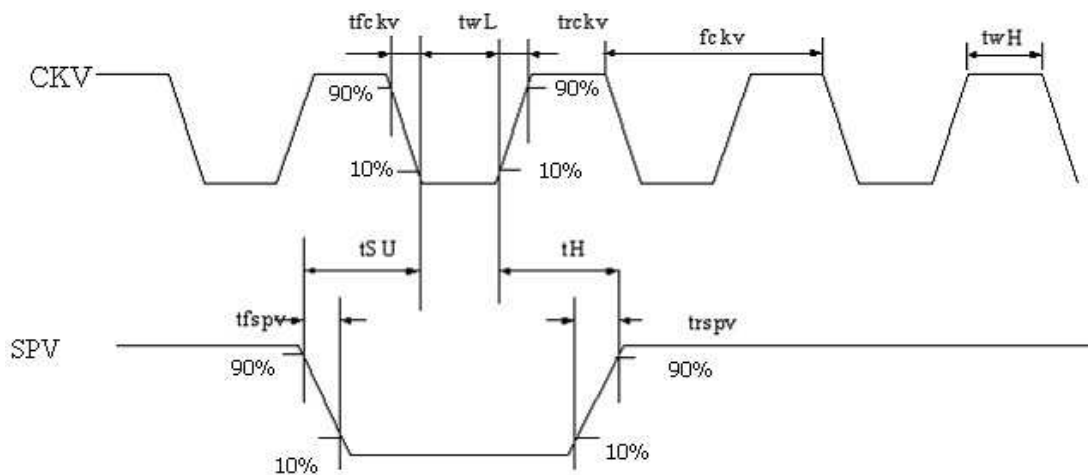 tfckv twL trckv fckv twH
CKV
90% 90%
10% 10%
tSU tH
tfspv trspv
SPV
90% 90%
10% 10%